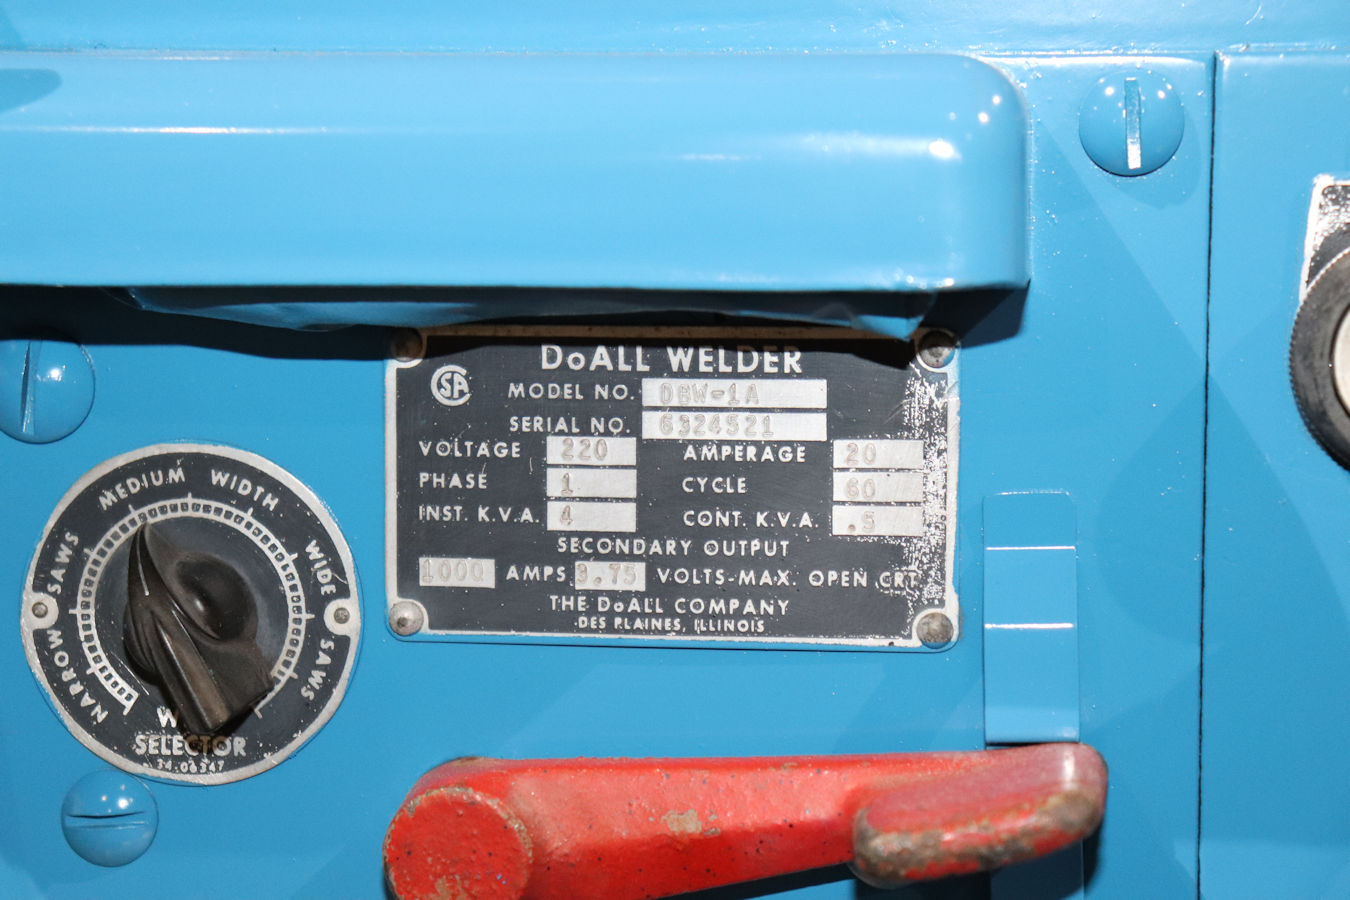 DoALL WELDER
SA
MODEL NO. DBW-1A
SERIAL NO. 6324521
VOLTAGE 220 AMPERAGE 20
PHASE 1 CYCLE 60
INST. K.V.A. 4 CONT. K.V.A. .5
SECONDARY OUTPUT
1000 AMPS 3.75 VOLTS-MAX. OPEN CRT.
THE DoALL COMPANY
DES PLAINES, ILLINOIS
NARROW SAWS MEDIUM WIDTH WIDE SAWS
SELECTOR
34-06347